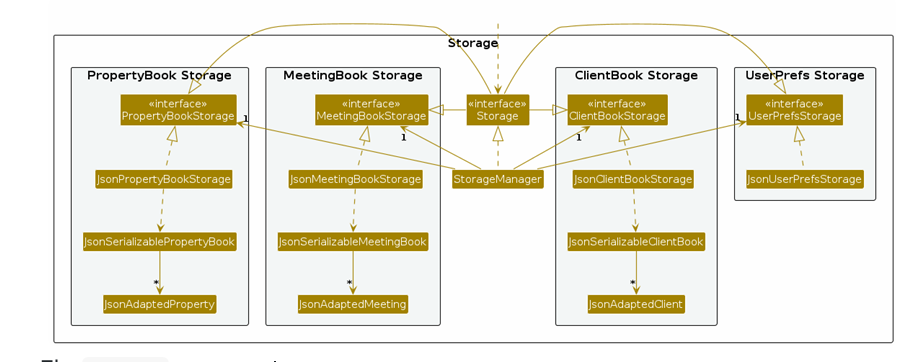 Storage
PropertyBook Storage
«interface»
PropertyBookStorage
1
JsonPropertyBookStorage
JsonSerializablePropertyBook
*
JsonAdaptedProperty
MeetingBook Storage
«interface»
MeetingBookStorage
1
JsonMeetingBookStorage
JsonSerializableMeetingBook
*
JsonAdaptedMeeting
«interface»
Storage
StorageManager
ClientBook Storage
«interface»
ClientBookStorage
1
JsonClientBookStorage
JsonSerializableClientBook
*
JsonAdaptedClient
UserPrefs Storage
«interface»
UserPrefsStorage
1
JsonUserPrefsStorage